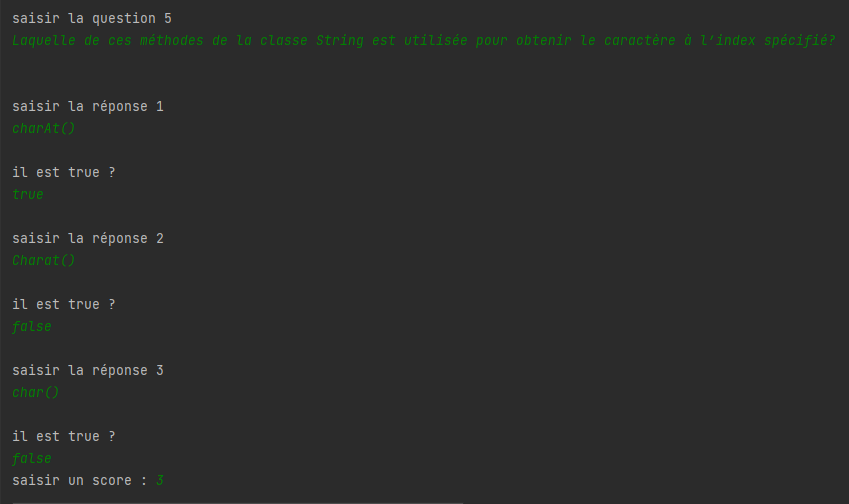 saisir la question 5
Laquelle de ces méthodes de la classe String est utilisée pour obtenir le caractère à l’index spécifié?
saisir la réponse 1
charAt()
il est true ?
true
saisir la réponse 2
Charat()
il est true ?
false
saisir la réponse 3
char()
il est true ?
false
saisir un score : 3